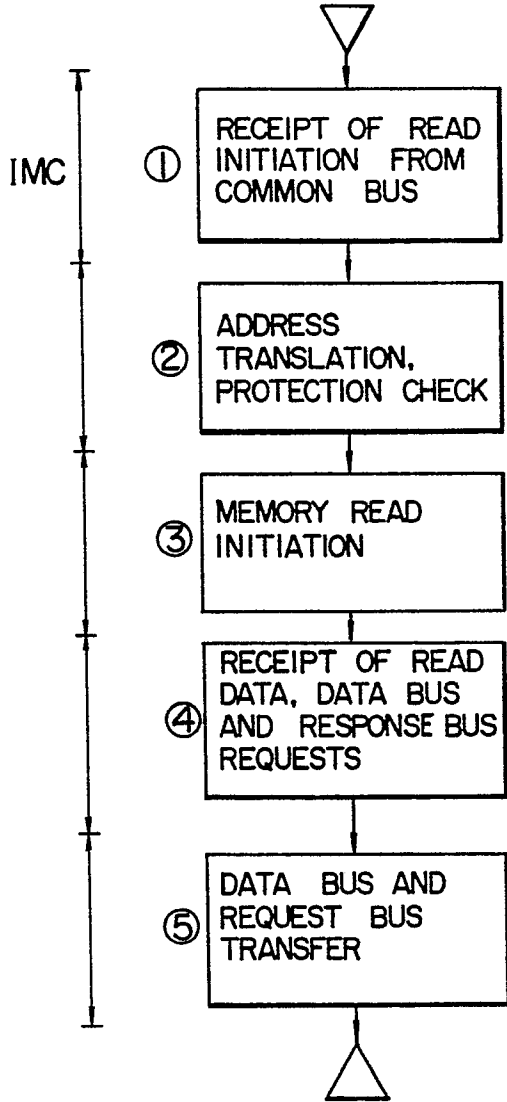 IMC
①
RECEIPT OF READ
INITIATION FROM
COMMON BUS
②
ADDRESS
TRANSLATION,
PROTECTION CHECK
③
MEMORY READ
INITIATION
④
RECEIPT OF READ
DATA, DATA BUS
AND RESPONSE BUS
REQUESTS
⑤
DATA BUS AND
REQUEST BUS
TRANSFER